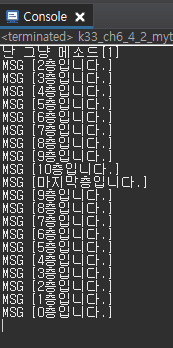 Console
<terminated> k33_ch6_4_2_myt
난 그냥 메소드[1]
MSG [2층입니다.]
MSG [3층입니다.]
MSG [4층입니다.]
MSG [5층입니다.]
MSG [6층입니다.]
MSG [7층입니다.]
MSG [8층입니다.]
MSG [9층입니다.]
MSG [10층입니다.]
MSG [마지막층입니다.]
MSG [9층입니다.]
MSG [8층입니다.]
MSG [7층입니다.]
MSG [6층입니다.]
MSG [5층입니다.]
MSG [4층입니다.]
MSG [3층입니다.]
MSG [2층입니다.]
MSG [1층입니다.]
MSG [0층입니다.]